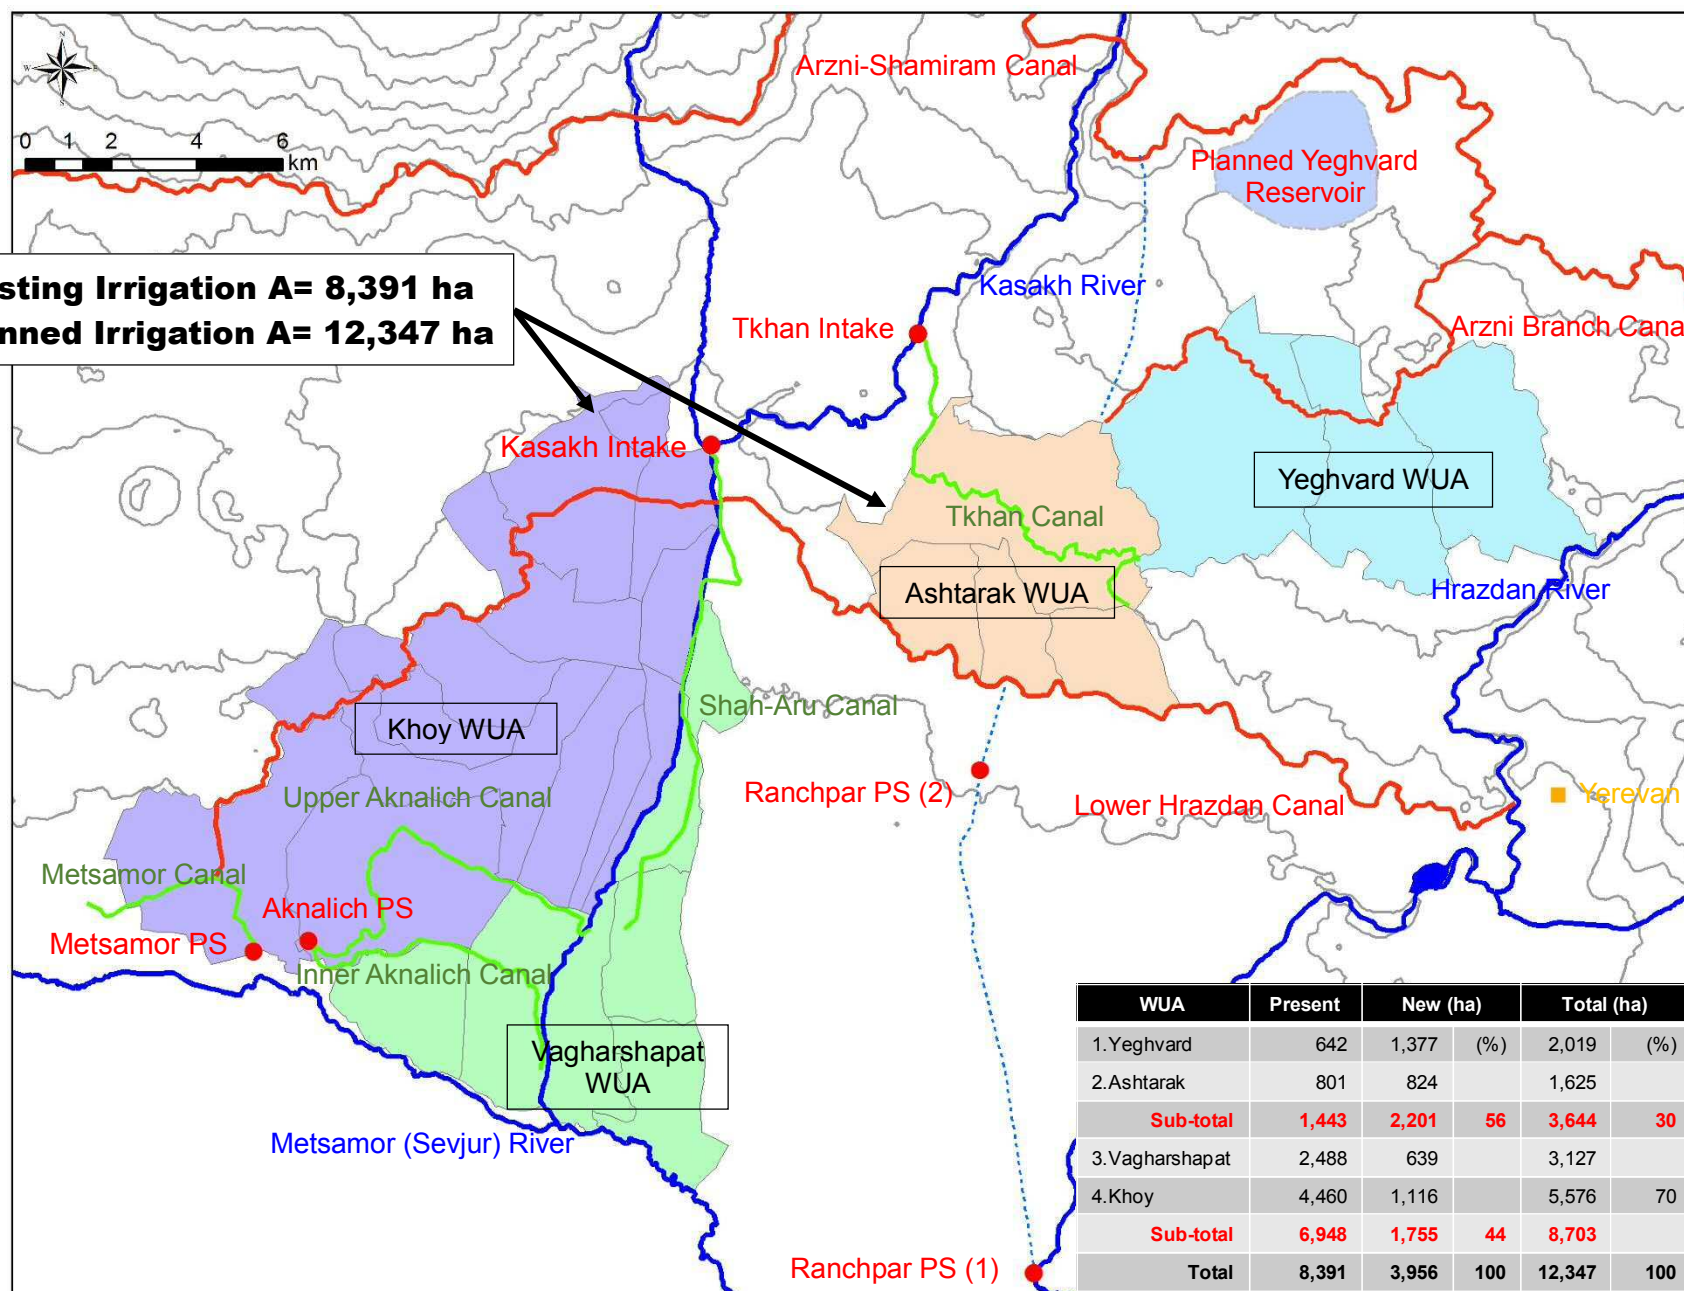 N
W E
S
0 1 2 4 6
km
Arzni-Shamiram Canal
Planned Yeghvard
Reservoir
sting Irrigation A= 8,391 ha
nned Irrigation A= 12,347 ha
Kasakh River
Tkhan Intake
Arzni Branch Cana
Kasakh Intake
Yeghvard WUA
Tkhan Canal
Ashtarak WUA
Hrazdan River
Shah-Aru Canal
Khoy WUA
Ranchpar PS (2)
Upper Aknalich Canal
Lower Hrazdan Canal
Yerevan
Metsamor Canal
Aknalich PS
Metsamor PS
Inner Aknalich Canal
Vagharshapat
WUA
Metsamor (Sevjur) River
Ranchpar PS (1)
WUA Present New (ha) Total (ha)
1.Yeghvard 642 1,377 (%) 2,019 (%)
2.Ashtarak 801 824 1,625
Sub-total 1,443 2,201 56 3,644 30
3.Vagharshapat 2,488 639 3,127
4.Khoy 4,460 1,116 5,576 70
Sub-total 6,948 1,755 44 8,703
Total 8,391 3,956 100 12,347 100